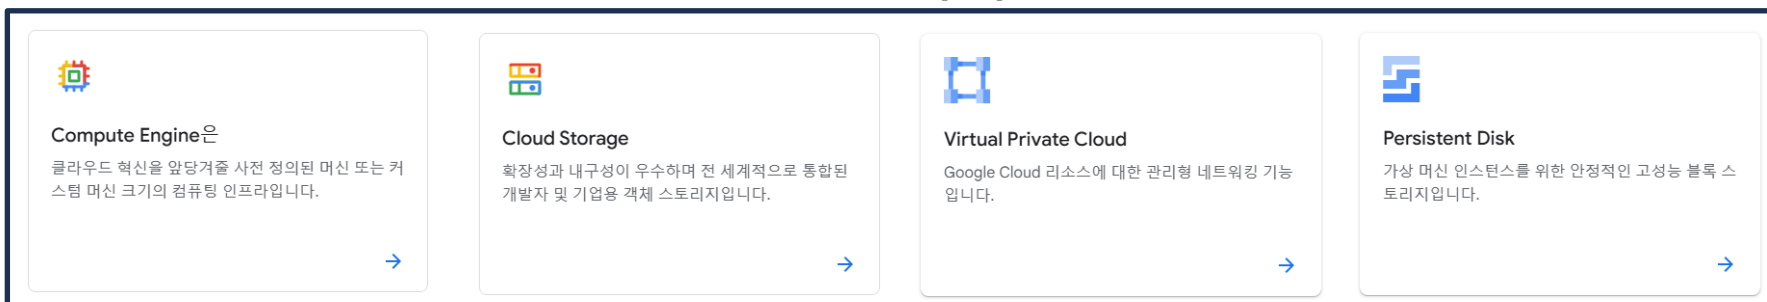 Compute Engine은
클라우드 혁신을 앞당겨줄 사전 정의된 머신 또는 커
스텀 머신 크기의 컴퓨팅 인프라입니다.
Cloud Storage
확장성과 내구성이 우수하며 전 세계적으로 통합된
개발자 및 기업용 객체 스토리지입니다.
Virtual Private Cloud
Google Cloud 리소스에 대한 관리형 네트워킹 기능
입니다.
Persistent Disk
가상 머신 인스턴스를 위한 안정적인 고성능 블록 스
토리지입니다.